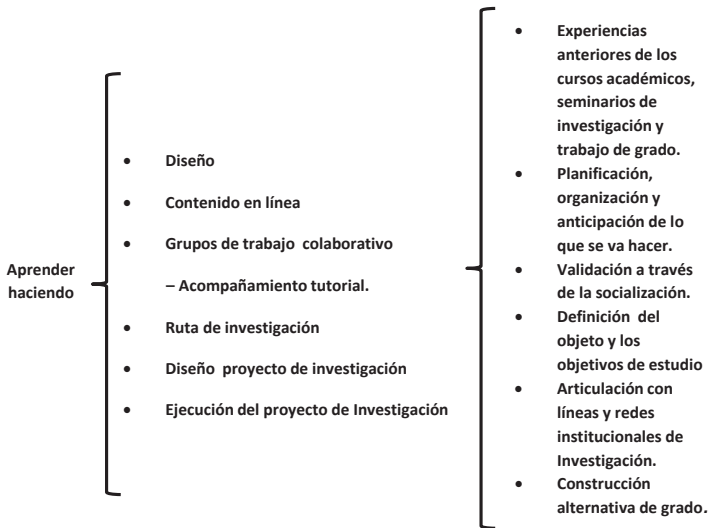 Aprender
haciendo
• Diseño
• Contenido en línea
• Grupos de trabajo colaborativo
– Acompañamiento tutorial.
• Ruta de investigación
• Diseño proyecto de investigación
• Ejecución del proyecto de Investigación
• Experiencias
anteriores de los
cursos académicos,
seminarios de
investigación y
trabajo de grado.
• Planificación,
organización y
anticipación de lo
que se va hacer.
• Validación a través
de la socialización.
• Definición del
objeto y los
objetivos de estudio
• Articulación con
líneas y redes
institucionales de
Investigación.
• Construcción
alternativa de grado.